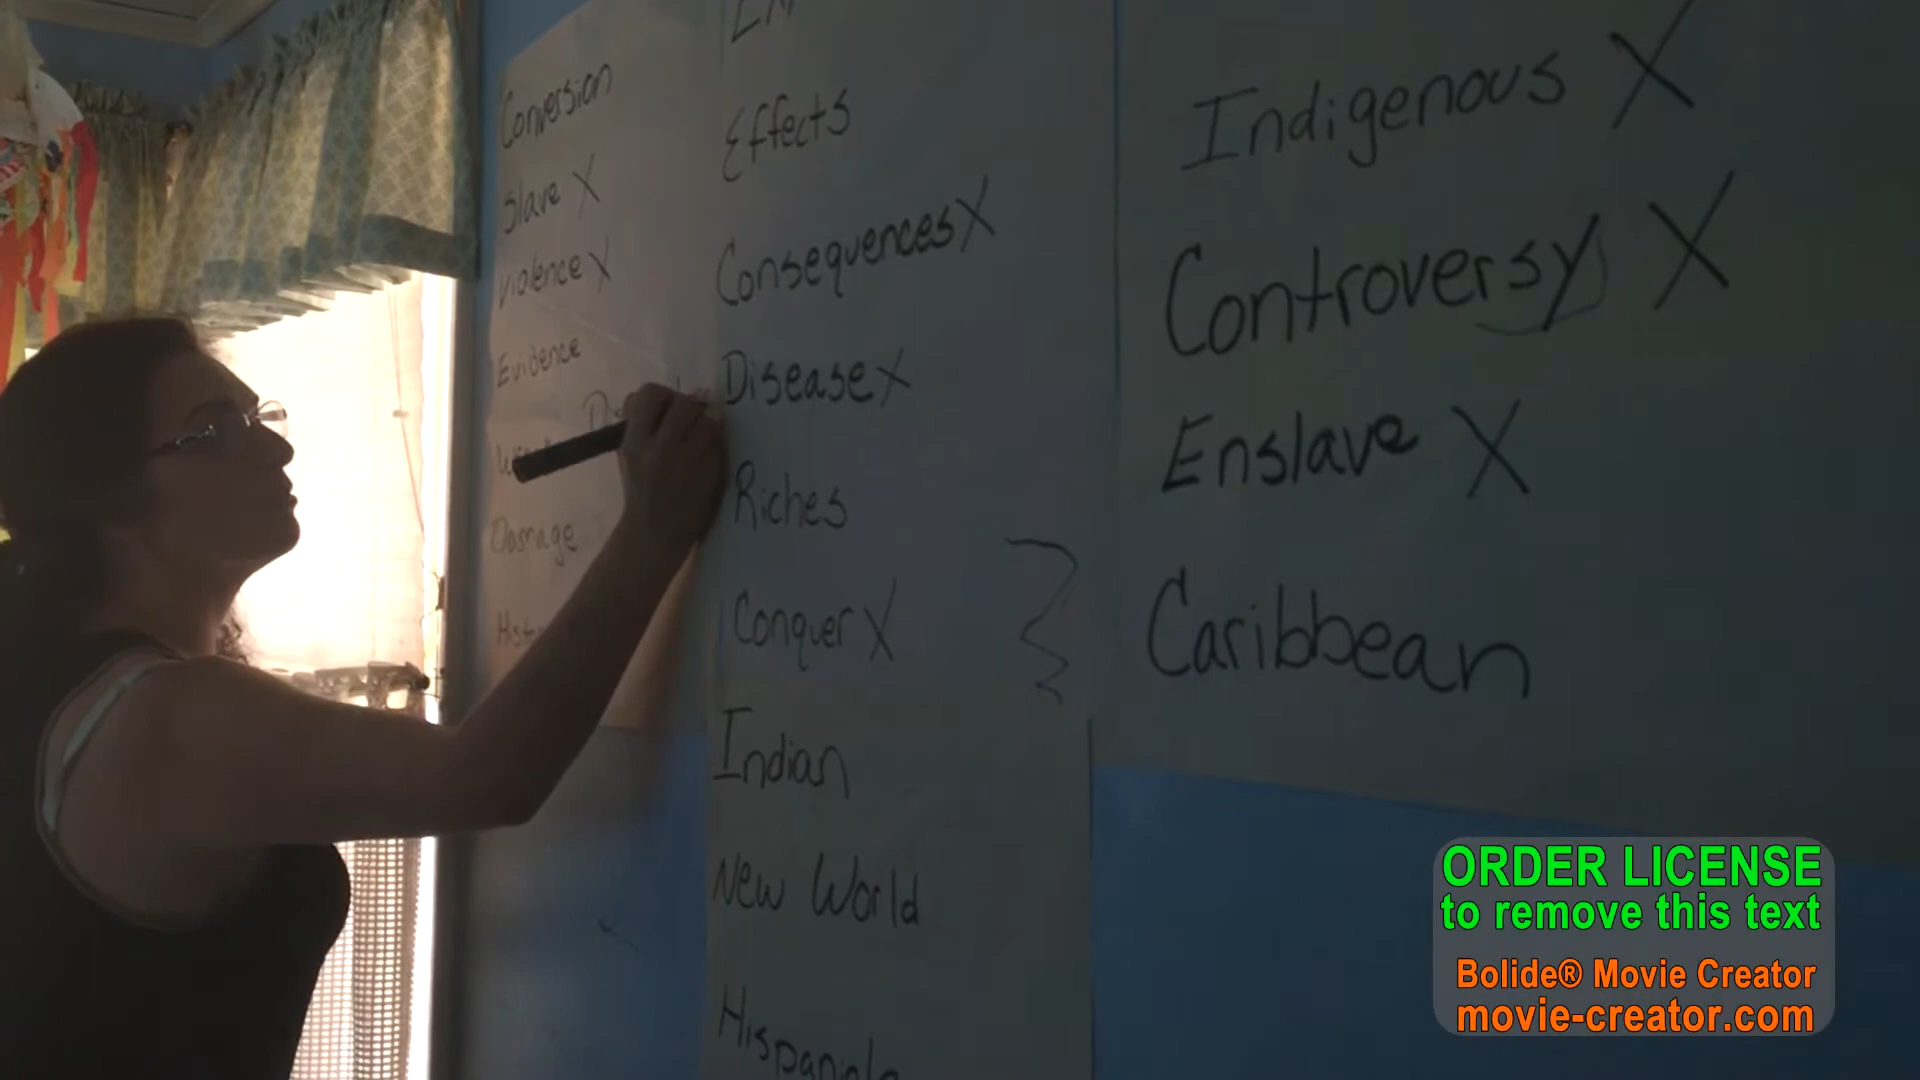 Conversion
Slave X
Violence X
Evidence
Damage
Effects
Consequences X
Disease X
Riches
Conquer X
Indian
New World
Hispaniola
Indigenous X
Controversy X
Enslave X
Caribbean
ORDER LICENSE
to remove this text
Bolide® Movie Creator
movie-creator.com